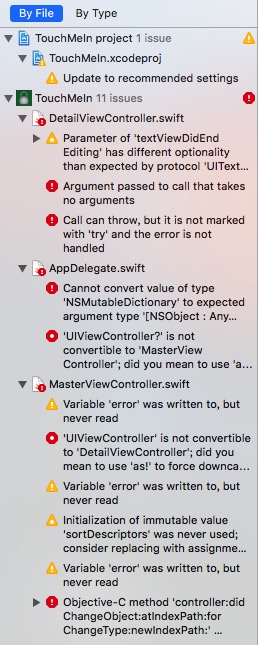 By File By Type
TouchMeIn project 1 issue
TouchMeIn.xcodeproj
Update to recommended settings
TouchMeIn 11 issues
DetailViewController.swift
Parameter of 'textViewDidEnd
Editing' has different optionality
than expected by protocol 'UIText...
Argument passed to call that takes
no arguments
Call can throw, but it is not marked
with 'try' and the error is not
handled
AppDelegate.swift
Cannot convert value of type
'NSMutableDictionary' to expected
argument type '[NSObject : Any...
'UIViewController?' is not
convertible to 'MasterView
Controller'; did you mean to use 'a...
MasterViewController.swift
Variable 'error' was written to, but
never read
'UIViewController' is not convertible
to 'DetailViewController'; did you
mean to use 'as!' to force downca...
Variable 'error' was written to, but
never read
Initialization of immutable value
'sortDescriptors' was never used;
consider replacing with assignme...
Variable 'error' was written to, but
never read
Objective-C method 'controller:did
ChangeObject:atIndexPath:for
ChangeType:newIndexPath:' ...